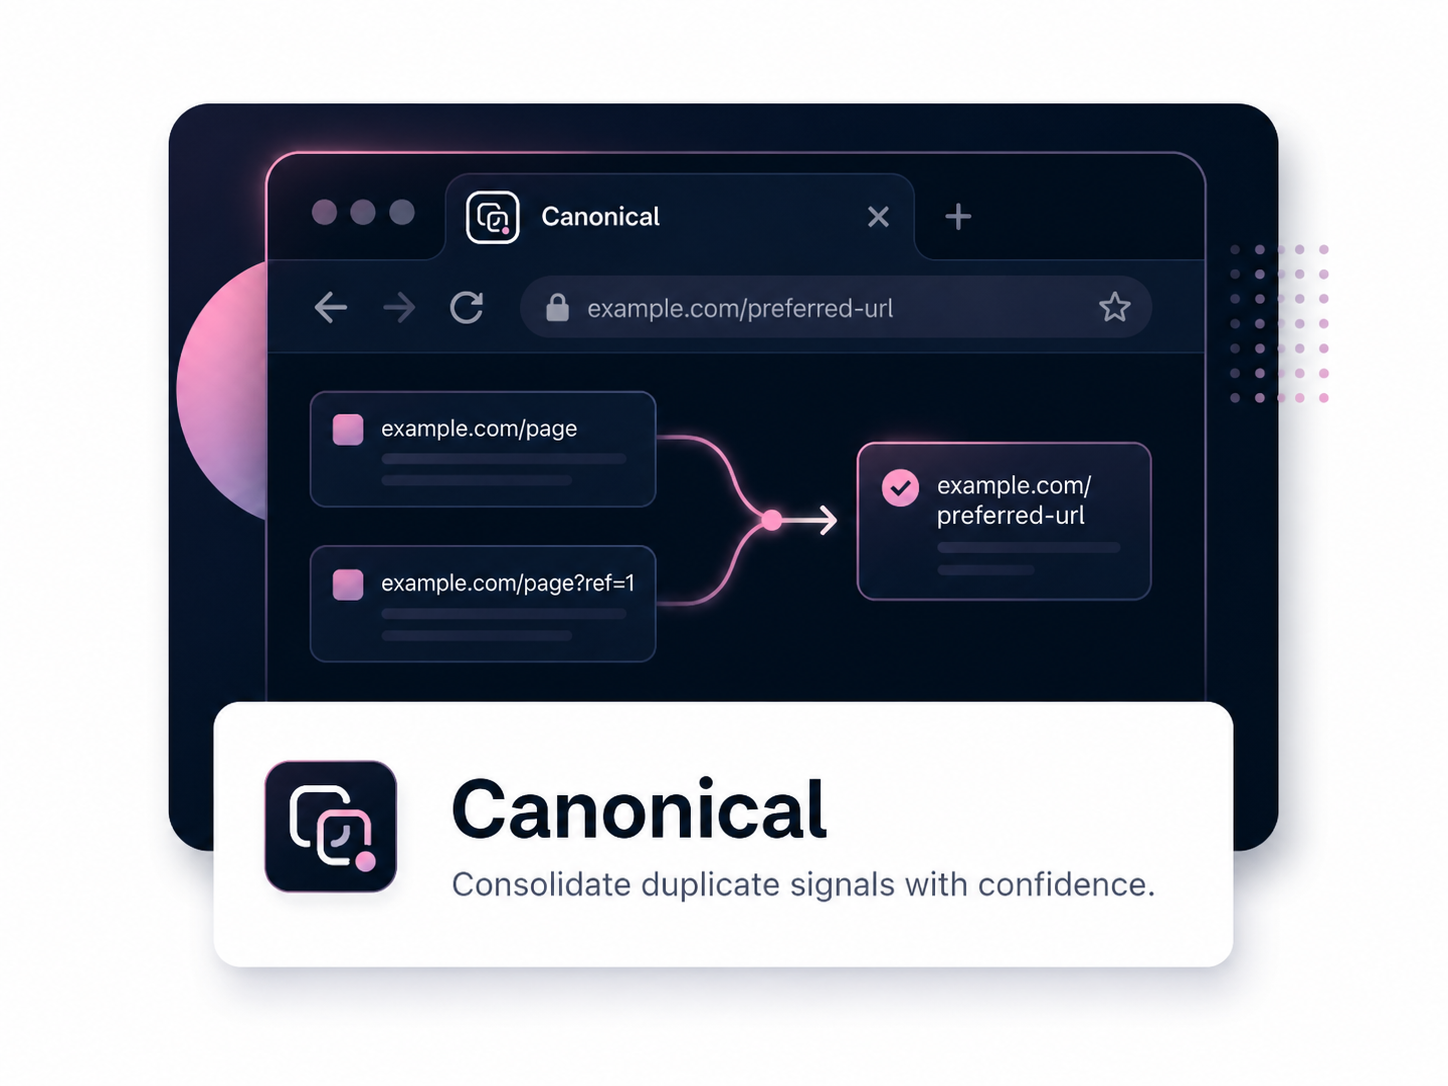 Canonical
example.com/preferred-url
example.com/page
example.com/page?ref=1
example.com/
preferred-url
Canonical
Consolidate duplicate signals with confidence.